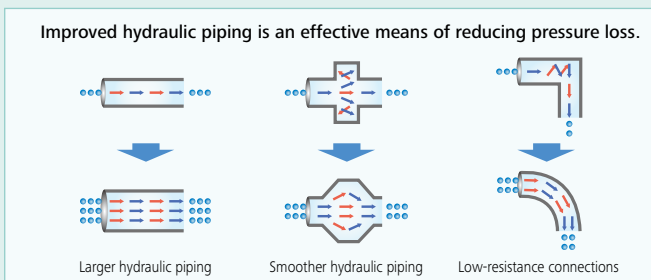 Improved hydraulic piping is an effective means of reducing pressure loss.
Larger hydraulic piping
Smoother hydraulic piping
Low-resistance connections